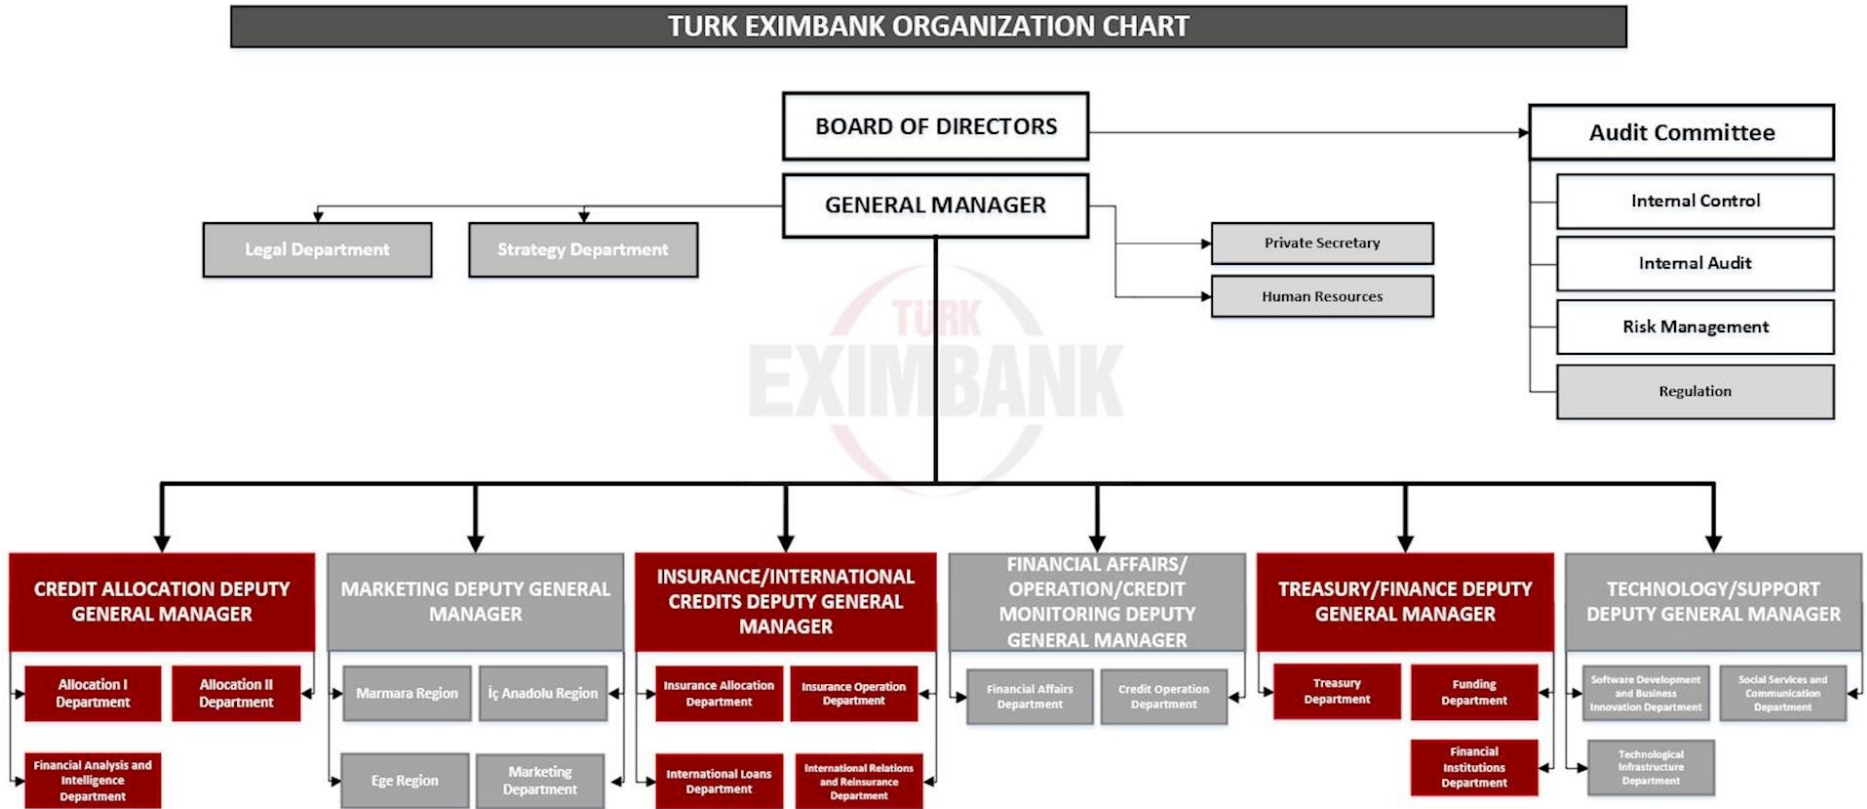 TURK EXIMBANK ORGANIZATION CHART
BOARD OF DIRECTORS
Audit Committee
GENERAL MANAGER
Internal Control
Legal Department
Strategy Department
Private Secretary
Internal Audit
Human Resources
TÜRK
EXIMBANK
Risk Management
Regulation
CREDIT ALLOCATION DEPUTY
GENERAL MANAGER
MARKETING DEPUTY GENERAL
MANAGER
INSURANCE/INTERNATIONAL
CREDITS DEPUTY GENERAL
MANAGER
FINANCIAL AFFAIRS/
OPERATION/CREDIT
MONITORING DEPUTY
GENERAL MANAGER
TREASURY/FINANCE DEPUTY
GENERAL MANAGER
TECHNOLOGY/SUPPORT
DEPUTY GENERAL MANAGER
Allocation I
Department
Allocation II
Department
Marmara Region
İç Anadolu Region
Insurance Allocation
Department
Insurance Operation
Department
Financial Affairs
Department
Credit Operation
Department
Treasury
Department
Funding
Department
Software Development
and Business
Innovation Department
Social Services and
Communication
Department
Financial Analysis and
Intelligence
Department
Ege Region
Marketing
Department
International Loans
Department
International Relations
and Reinsurance
Department
Financial
Institutions
Department
Technological
Infrastructure
Department